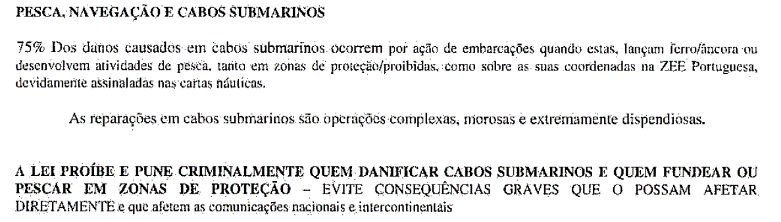 PESCA, NAVEGAÇÃO E CABOS SUBMARINOS
75% Dos danos causados em cabos submarinos ocorrem por ação de embarcações quando estas, lançam ferro/âncora ou
desenvolvem atividades de pesca, tanto em zonas de proteção/proibidas, como sobre as suas coordenadas na ZEE Portuguesa,
devidamente assinaladas nas cartas náuticas.
As reparações em cabos submarinos são operações complexas, morosas e extremamente dispendiosas.
A LEI PROÍBE E PUNE CRIMINALMENTE QUEM DANIFICAR CABOS SUBMARINOS E QUEM FUNDEAR OU
PESCAR EM ZONAS DE PROTEÇÃO – EVITE CONSEQUÊNCIAS GRAVES QUE O POSSAM AFETAR
DIRETAMENTE e que afetem as comunicações nacionais e intercontinentais